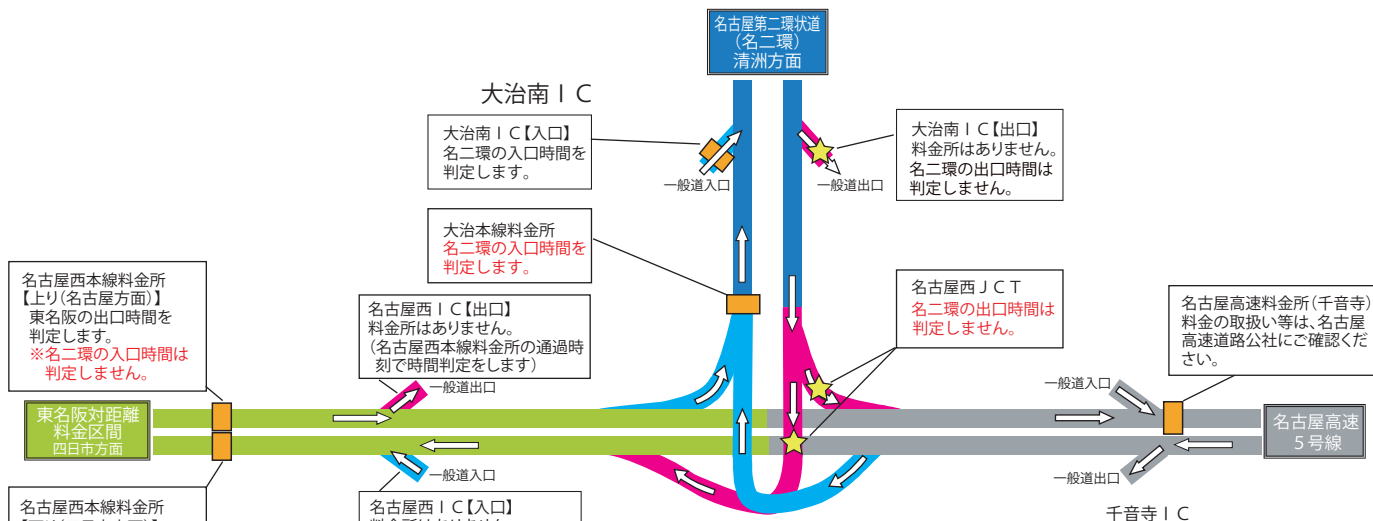 名古屋第二環状道
(名二環)
清洲方面
大治南ＩＣ
大治南ＩＣ【入口】
名二環の入口時間を
判定します。
一般道入口
大治南ＩＣ【出口】
料金所はありません。
名二環の出口時間は
判定しません。
一般道出口
大治本線料金所
名二環の入口時間を
判定します。
名古屋西本線料金所
【上り(名古屋方面)】
東名阪の出口時間を
判定します。
※名二環の入口時間は
判定しません。
名古屋西ＩＣ【出口】
料金所はありません。
(名古屋西本線料金所の通過時
刻で時間判定をします)
一般道出口
名古屋西ＪＣＴ
名二環の出口時間は
判定しません。
名古屋高速料金所(千音寺)
料金の取扱い等は、名古屋
高速道路公社にご確認くだ
さい。
一般道入口
東名阪対距離
料金区間
四日市方面
名古屋高速
５号線
一般道入口
一般道出口
名古屋西本線料金所
名古屋西ＩＣ【入口】
千音寺ＩＣ